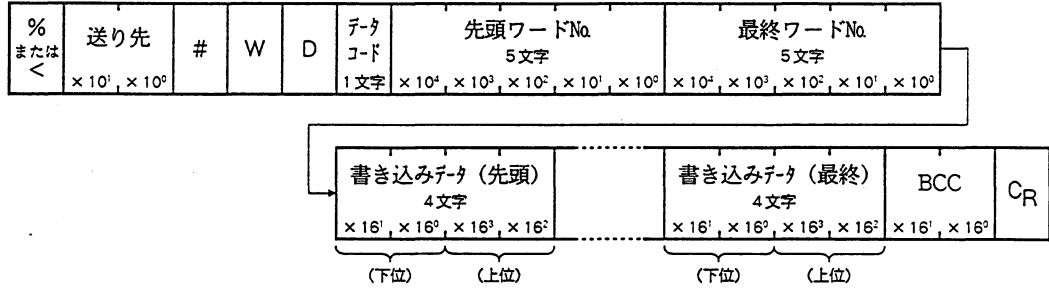 %
または
<
送り先
× 10¹ × 10⁰
#
W
D
データ
コード
1文字
先頭ワードNo.
5文字
× 10⁴ × 10³ × 10² × 10¹ × 10⁰
最終ワードNo.
5文字
× 10⁴ × 10³ × 10² × 10¹ × 10⁰
書き込みデータ (先頭)
4文字
× 16¹ × 16⁰ × 16³ × 16²
(下位) (上位)
書き込みデータ (最終)
4文字
× 16¹ × 16⁰ × 16³ × 16²
(下位) (上位)
BCC
× 16¹ × 16⁰
CR